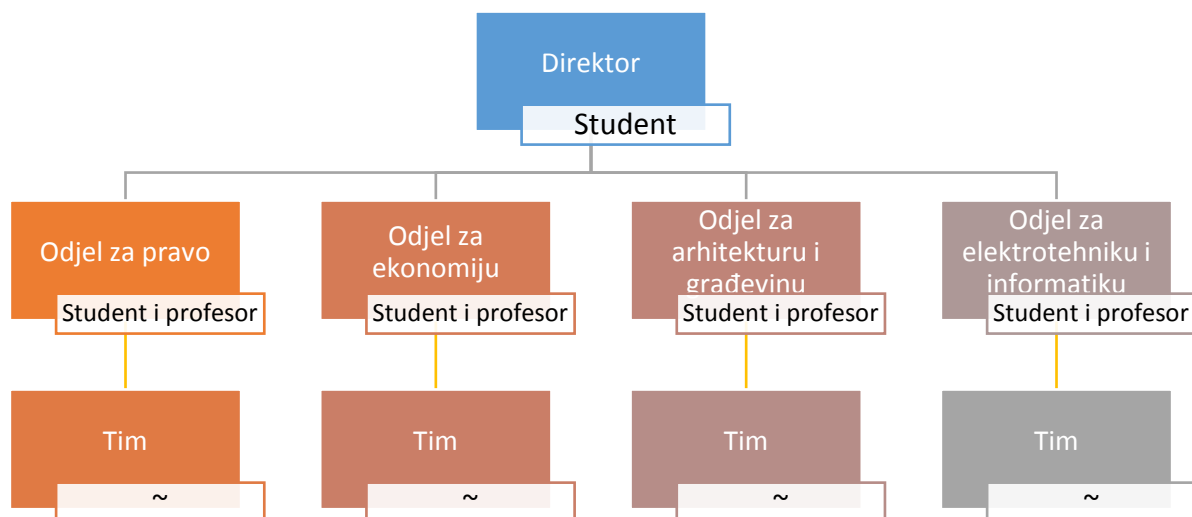 Direktor
Student
Odjel za pravo
Student i profesor
Odjel za
ekonomiju
Student i profesor
Odjel za
arhitekturu i
građevinu
Student i profesor
Odjel za
elektrotehniku i
informatiku
Student i profesor
Tim
~
Tim
~
Tim
~
Tim
~